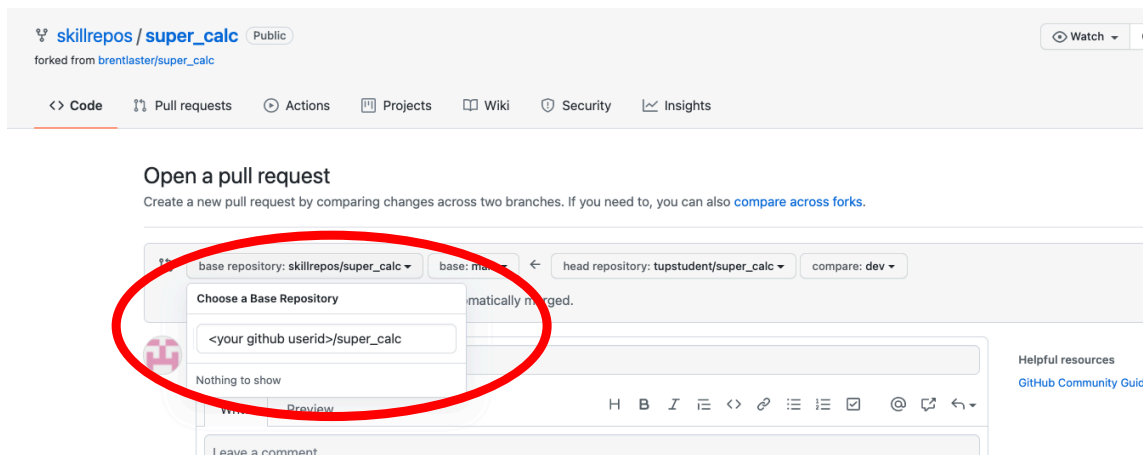 skillrepos / super_calc Public
Watch
forked from brentlaster/super_calc
<> Code Pull requests Actions Projects Wiki Security Insights
Open a pull request
Create a new pull request by comparing changes across two branches. If you need to, you can also compare across forks.
base repository: skillrepos/super_calc base: ← head repository: tupstudent/super_calc compare: dev
Choose a Base Repository
merged.
<your github userid>/super_calc
Helpful resources
Nothing to show
GitHub Community
Preview
H B I <> @
Leave a comment